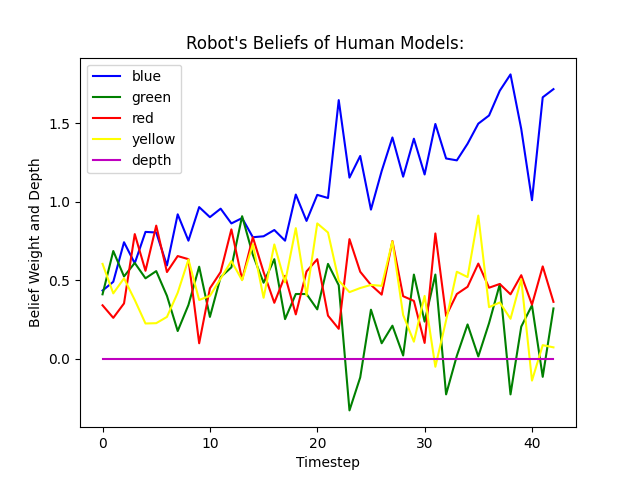 Robot's Beliefs of Human Models:
blue
green
red
yellow
depth
Belief Weight and Depth
1.5
1.0
0.5
0.0
0 10 20 30 40
Timestep